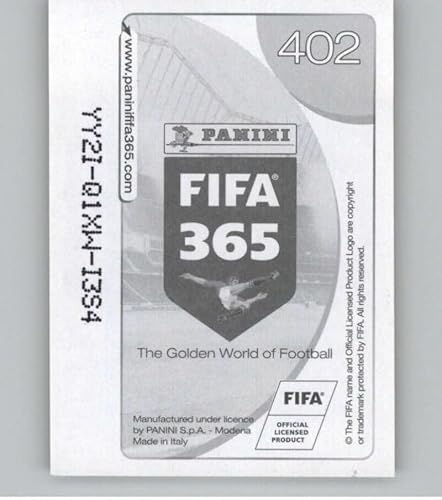 402
www.paninififa365.com
YY2I-Q1XW-I3S4
PANINI
FIFA®
365
The Golden World of Football
Manufactured under licence
by PANINI S.p.A. - Modena
Made in Italy
FIFA®
OFFICIAL
LICENSED
PRODUCT
© The FIFA name and Official Licensed Product Logo are copyright
or trademark protected by FIFA. All rights reserved.